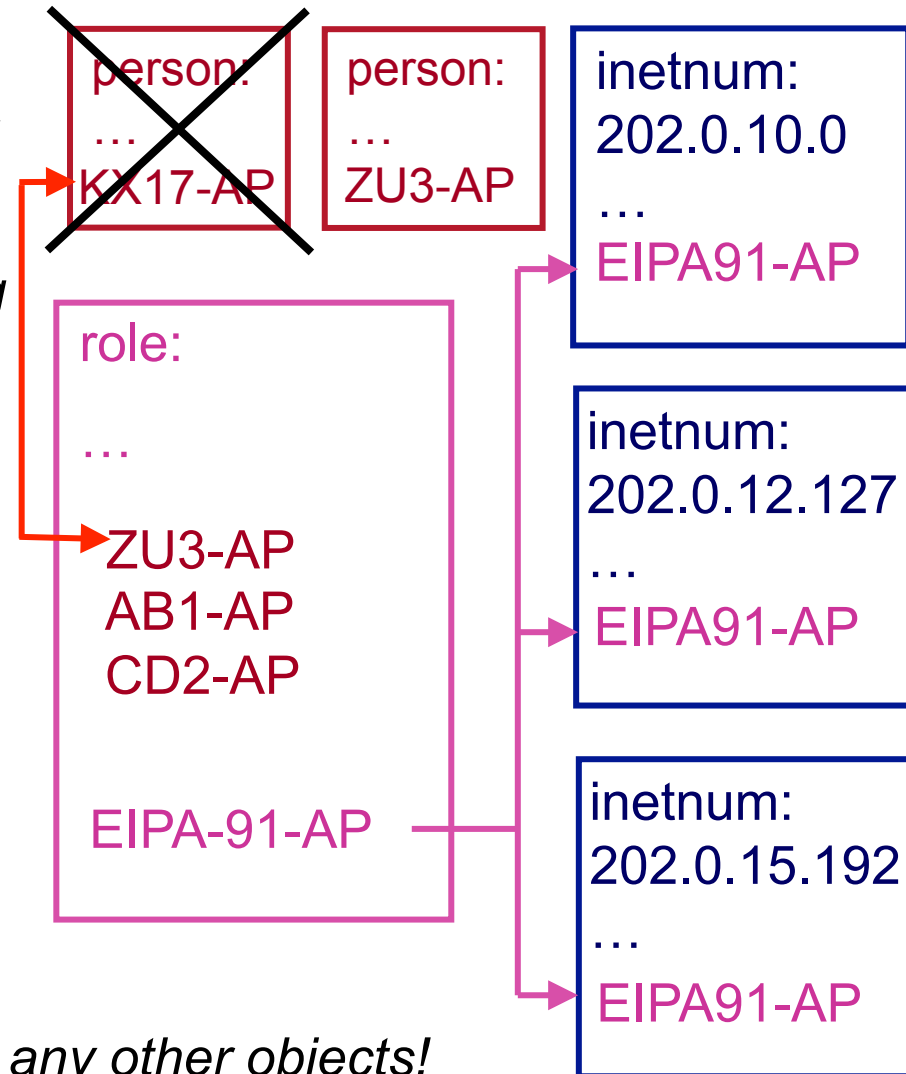 person:
…
KX17-AP
person:
…
ZU3-AP
inetnum:
202.0.10.0
…
EIPA91-AP
role:
…
ZU3-AP
AB1-AP
CD2-AP
EIPA-91-AP
inetnum:
202.0.12.127
…
EIPA91-AP
inetnum:
202.0.15.192
…
EIPA91-AP
any other objects!